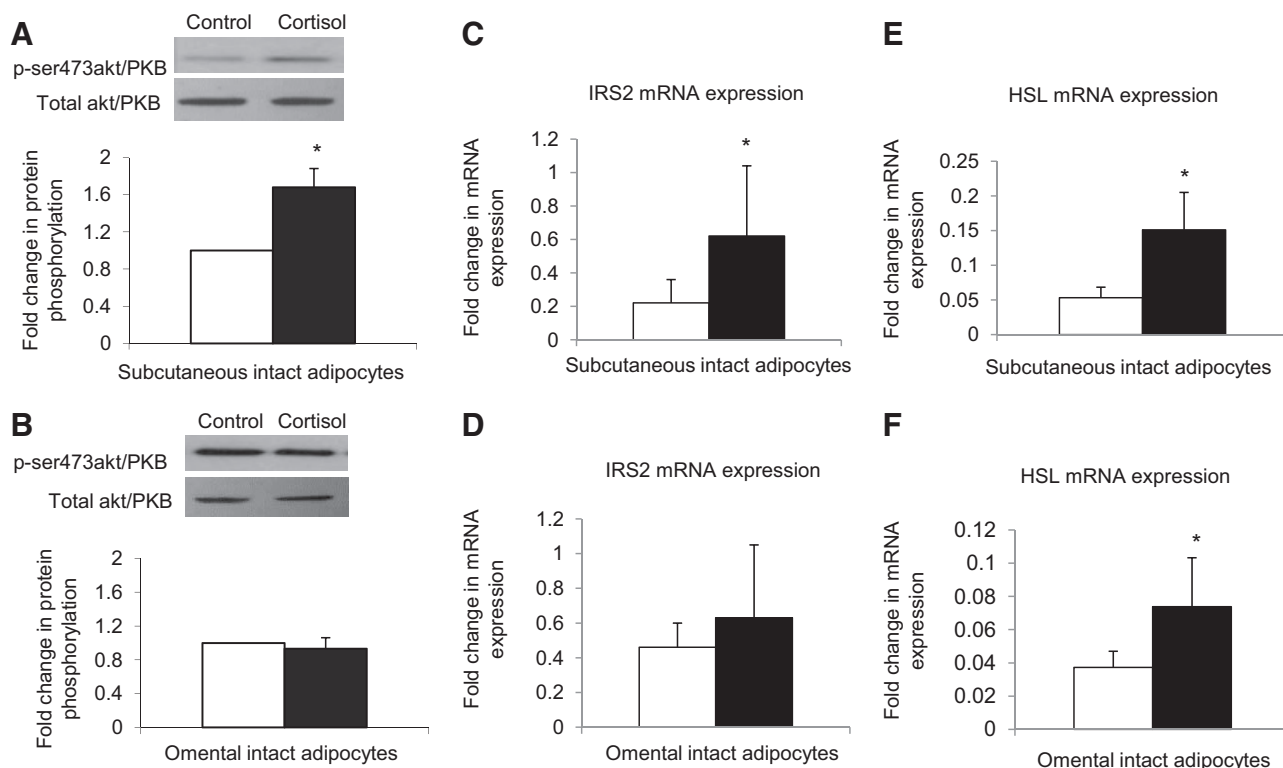 A
Control Cortisol
p-ser473akt/PKB
Total akt/PKB
Fold change in protein
phosphorylation
2
*
1.6
1.2
0.8
0.4
0
Subcutaneous intact adipocytes
C
IRS2 mRNA expression
Fold change in mRNA
expression
1.2
*
1
0.8
0.6
0.4
0.2
0
Subcutaneous intact adipocytes
E
HSL mRNA expression
Fold change in mRNA
expression
0.25
*
0.2
0.15
0.1
0.05
0
Subcutaneous intact adipocytes
B
Control Cortisol
p-ser473akt/PKB
Total akt/PKB
Fold change in protein
phosphorylation
2
1.6
1.2
0.8
0.4
0
Omental intact adipocytes
D
IRS2 mRNA expression
Fold change in mRNA
expression
1.2
1
0.8
0.6
0.4
0.2
0
Omental intact adipocytes
F
HSL mRNA expression
Fold change in mRNA
expression
0.12
*
0.1
0.08
0.06
0.04
0.02
0
Omental intact adipocytes